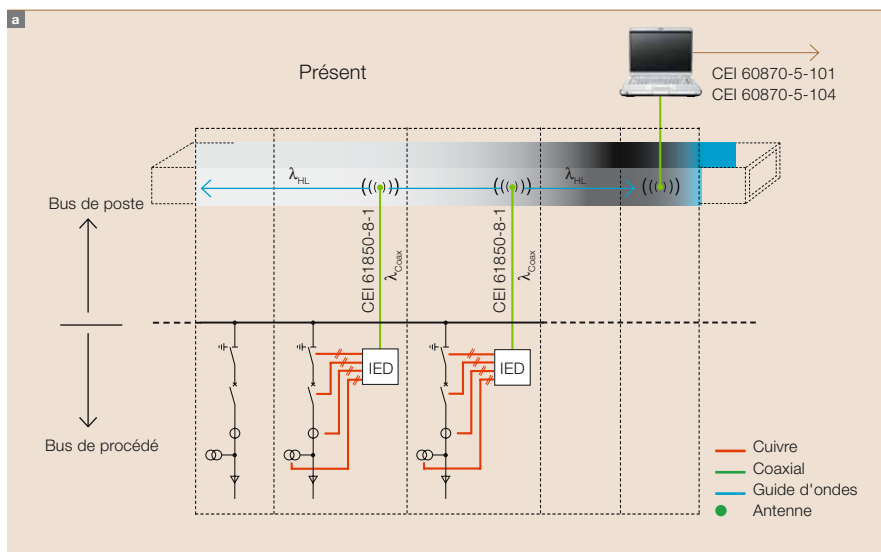 a
Présent
CEI 60870-5-101
CEI 60870-5-104
λHL
λHL
Bus de poste
CEI 61850-8-1
λCoax
CEI 61850-8-1
λCoax
IED
IED
Bus de procédé
Cuivre
Coaxial
Guide d'ondes
Antenne